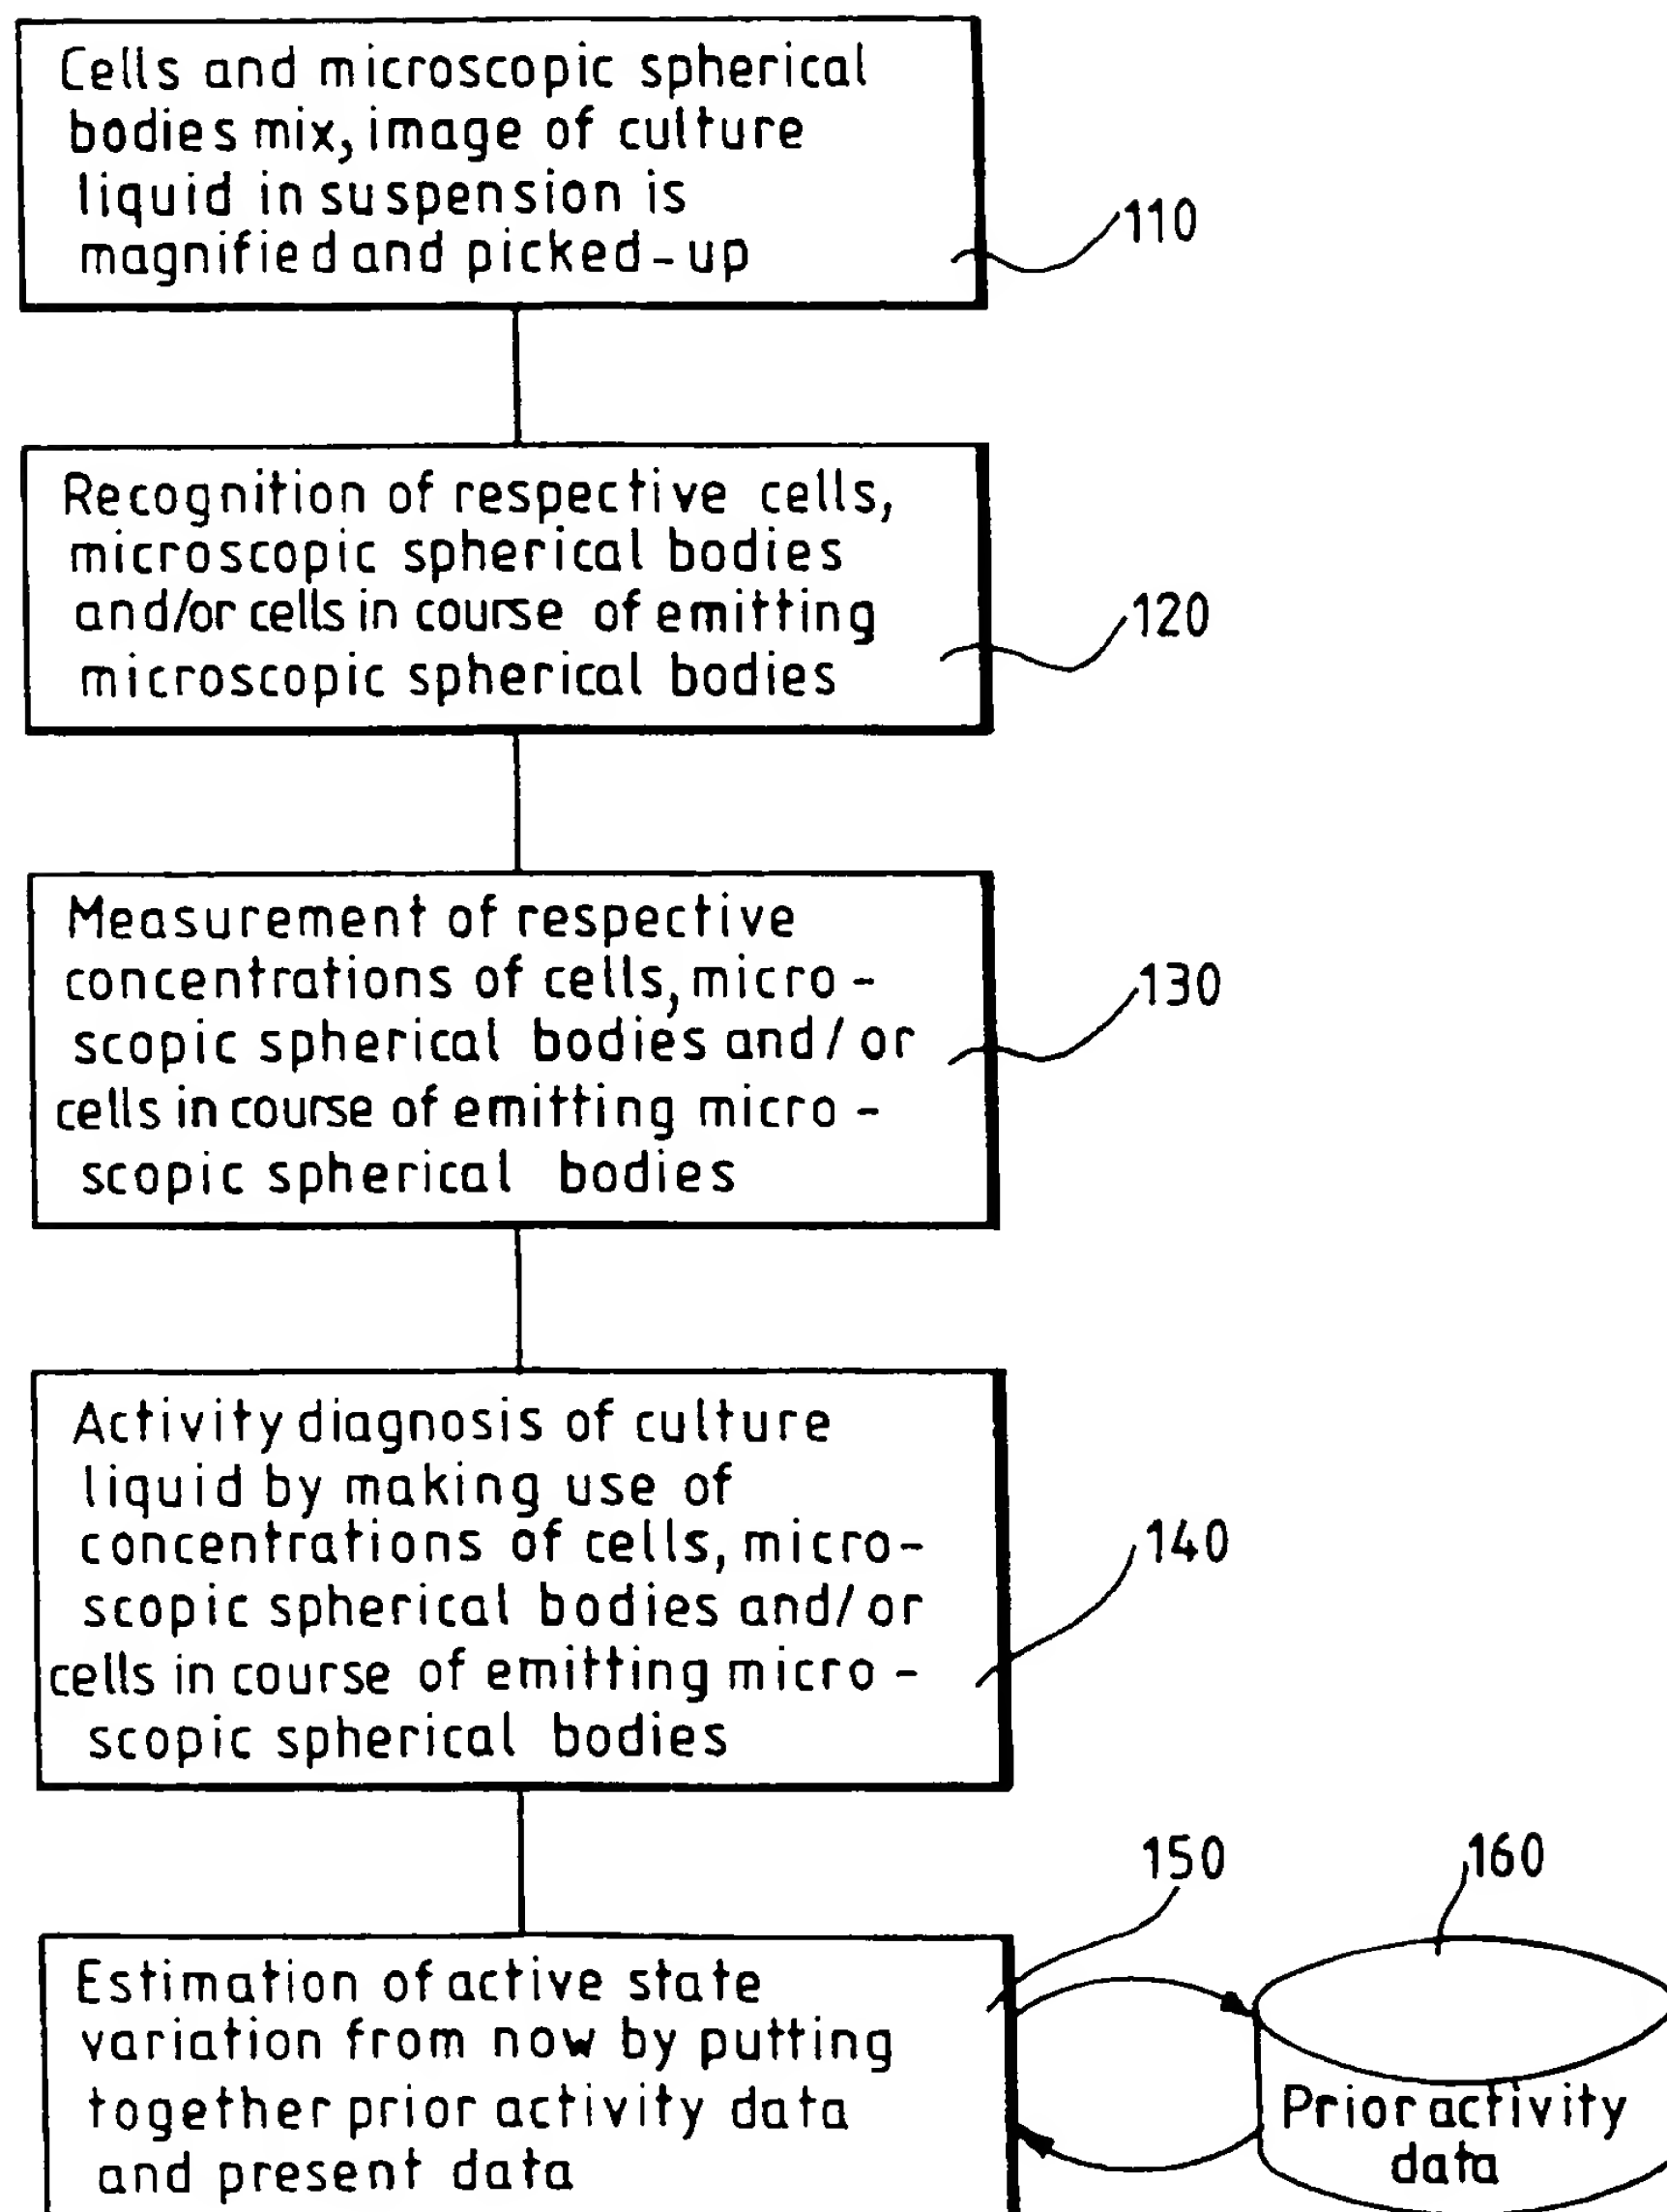 Cells and microscopic spherical
bodies mix, image of culture
liquid in suspension is
magnified and picked-up
110
Recognition of respective cells,
microscopic spherical bodies
and/or cells in course of emitting
microscopic spherical bodies
120
Measurement of respective
concentrations of cells, micro-
scopic spherical bodies and/or
cells in course of emitting micro-
scopic spherical bodies
130
Activity diagnosis of culture
liquid by making use of
concentrations of cells, micro-
scopic spherical bodies and/or
cells in course of emitting micro-
scopic spherical bodies
140
150
160
Estimation of active state
variation from now by putting
together prior activity data
and present data
Prior activity
data